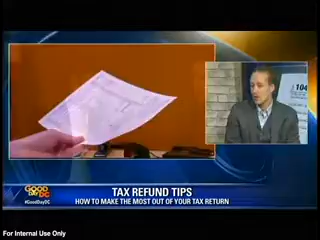 104
TAX REFUND TIPS
HOW TO MAKE THE MOST OUT OF YOUR TAX RETURN
GOOD
DAY DC
#GoodDayDC
For Internal Use Only